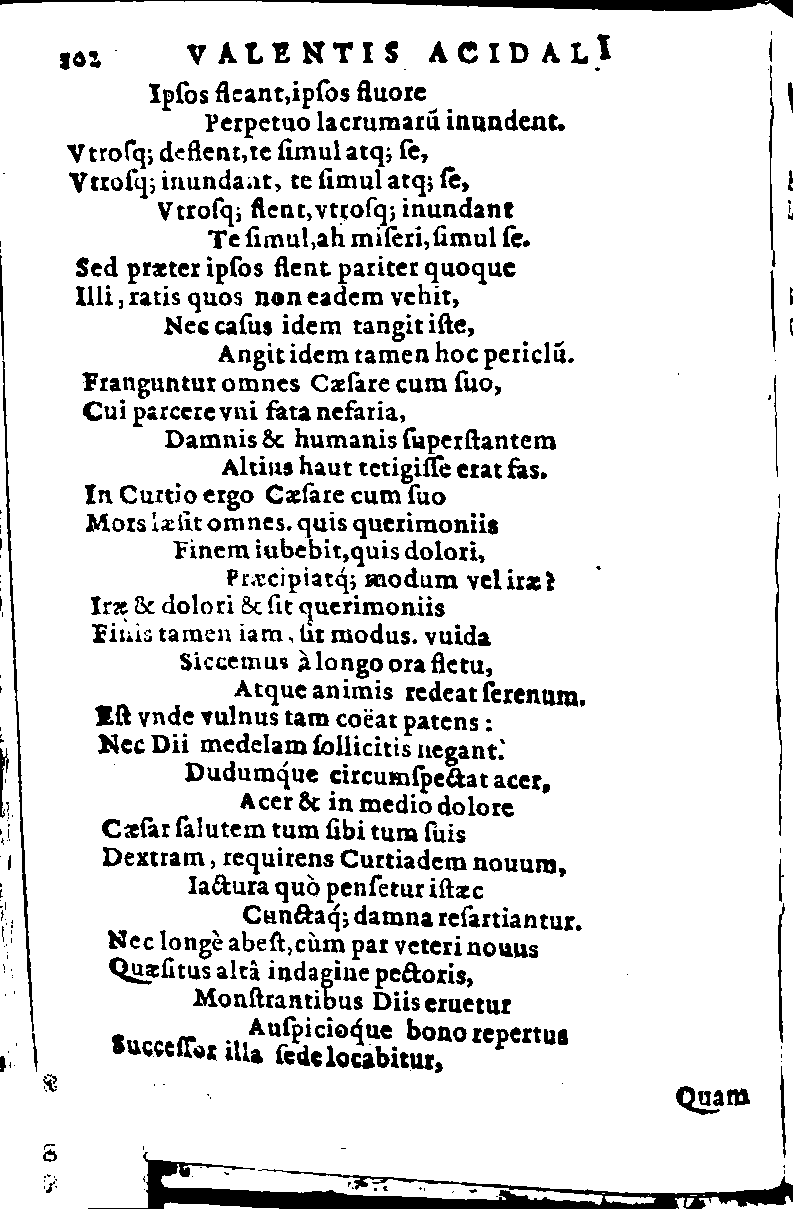 102 VALENTIS ACIDALI
Ipſos fleant,ipſos fluore
Perpetuo lacrumarū inundent.
Vtroſq; deflent,te ſimul atq; ſe,
Vtroſq; inundant, te ſimul atq; ſe,
Vtroſq; flent,vtroſq; inundant
Te ſimul,ah miſeri,ſimul ſe.
Sed præter ipſos flent pariter quoque
Illi, ratis quos non eadem vehit,
Nec caſus idem tangit iſte,
Angit idem tamen hoc periclū.
Franguntur omnes Cæſare cum ſuo,
Cui parcere vni fata nefaria,
Damnis & humanis ſuperſtantem
Altius haut tetigiſſe erat fas.
In Curtio ergo Cæſare cum ſuo
Mors læſit omnes. quis querimoniis
Finem iubebit,quis dolori,
Præcipiatq́; modum vel iræ?
Iræ & dolori & ſit querimoniis
Finis tamen iam, ſit modus. vuida
Siccemus à longo ora fletu,
Atque animis redeat ſerenum.
Eſt vnde vulnus tam coëat patens:
Nec Dii medelam ſollicitis negant.
Dudumq́ue circumſpectat acer,
Acer & in medio dolore
Cæſar ſalutem tum ſibi tum ſuis
Dextram, requirens Curtiadem nouum,
Iactura quò penſetur iſtæc
Cunctaq́; damna reſartiantur.
Nec longè abeſt,cùm par veteri nouus
Quæſitus altâ indagine pectoris,
Monſtrantibus Diis eruetur
Auſpicioq́ue bono repertus
Succeſſor illa ſede locabitur,
Quam